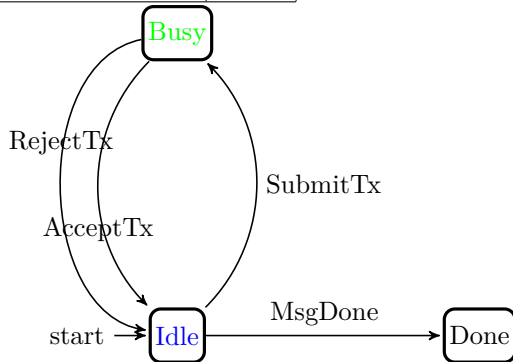 Busy
RejectTx
SubmitTx
AcceptTx
MsgDone
start
Idle
Done